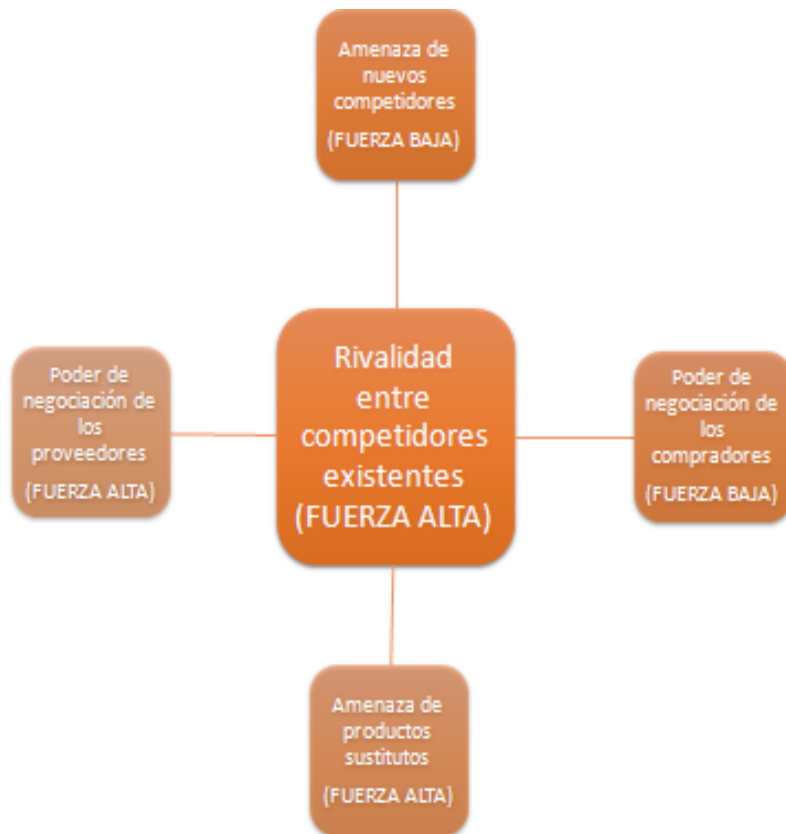 Amenaza de
nuevos
competidores
(FUERZA BAJA)
Poder de
negociación de
los
proveedores
(FUERZA ALTA)
Rivalidad
entre
competidores
existentes
(FUERZA ALTA)
Poder de
negociación de
los
compradores
(FUERZA BAJA)
Amenaza de
productos
sustitutos
(FUERZA ALTA)